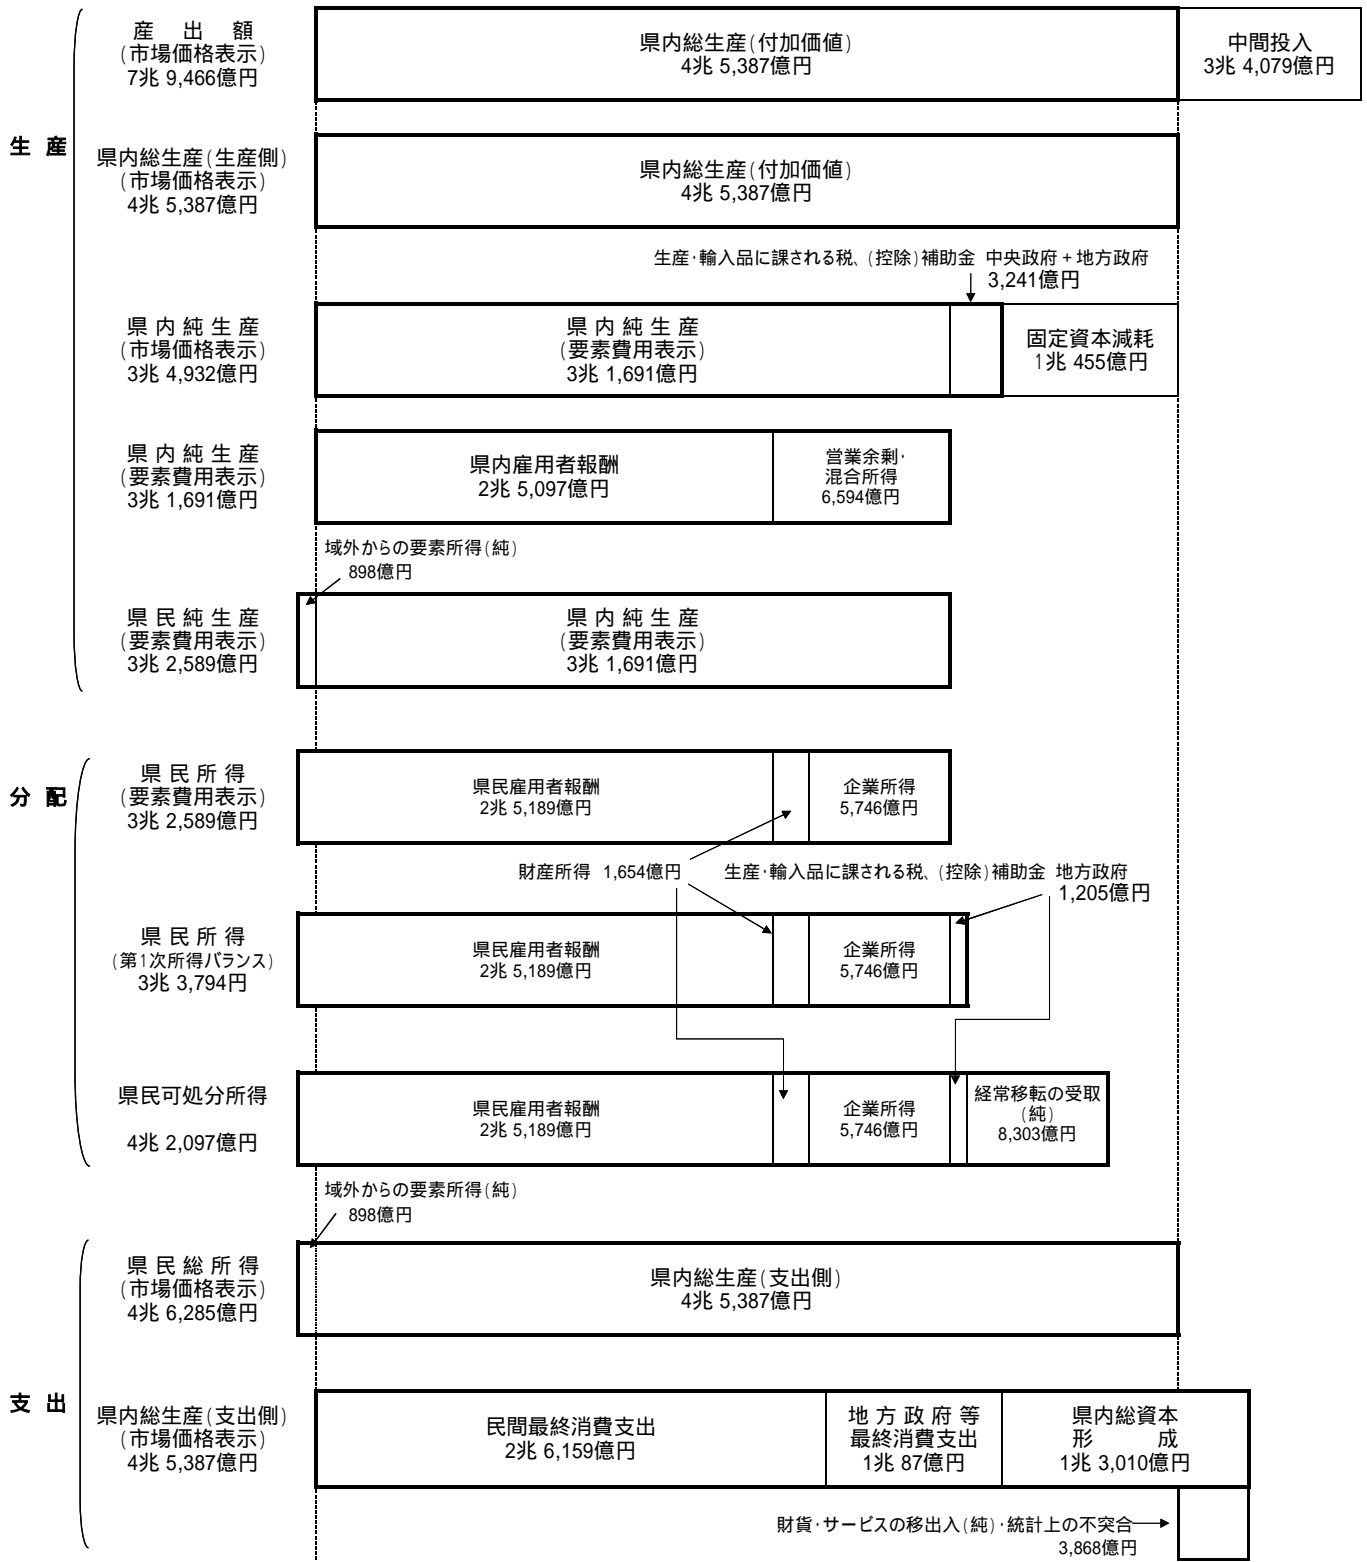 産 出 額
(市場価格表示)
7兆 9,466億円
県内総生産(付加価値)
4兆 5,387億円
中間投入
3兆 4,079億円
生 産
県内総生産(生産側)
(市場価格表示)
4兆 5,387億円
県内総生産(付加価値)
4兆 5,387億円
生産・輸入品に課される税、(控除)補助金 中央政府+地方政府
3,241億円
県 内 純 生 産
(市場価格表示)
3兆 4,932億円
県 内 純 生 産
(要素費用表示)
3兆 1,691億円
固定資本減耗
1兆 455億円
県 内 純 生 産
(要素費用表示)
3兆 1,691億円
県内雇用者報酬
2兆 5,097億円
営業余剰・
混合所得
6,594億円
域外からの要素所得(純)
898億円
県 民 純 生 産
(要素費用表示)
3兆 2,589億円
県 内 純 生 産
(要素費用表示)
3兆 1,691億円
分 配
県 民 所 得
(要素費用表示)
3兆 2,589億円
県民雇用者報酬
2兆 5,189億円
企業所得
5,746億円
財産所得 1,654億円
生産・輸入品に課される税、(控除)補助金 地方政府
1,205億円
県 民 所 得
(第1次所得バランス)
3兆 3,794円
県民雇用者報酬
2兆 5,189億円
企業所得
5,746億円
県民可処分所得
4兆 2,097億円
県民雇用者報酬
2兆 5,189億円
企業所得
5,746億円
経常移転の受取
(純)
8,303億円
域外からの要素所得(純)
898億円
県 民 総 所 得
(市場価格表示)
4兆 6,285億円
県内総生産(支出側)
4兆 5,387億円
支 出
県内総生産(支出側)
(市場価格表示)
4兆 5,387億円
民間最終消費支出
2兆 6,159億円
地 方 政 府 等
最終消費支出
1兆 87億円
県内総資本
形 成
1兆 3,010億円
財貨・サービスの移出入(純)・統計上の不突合
3,868億円